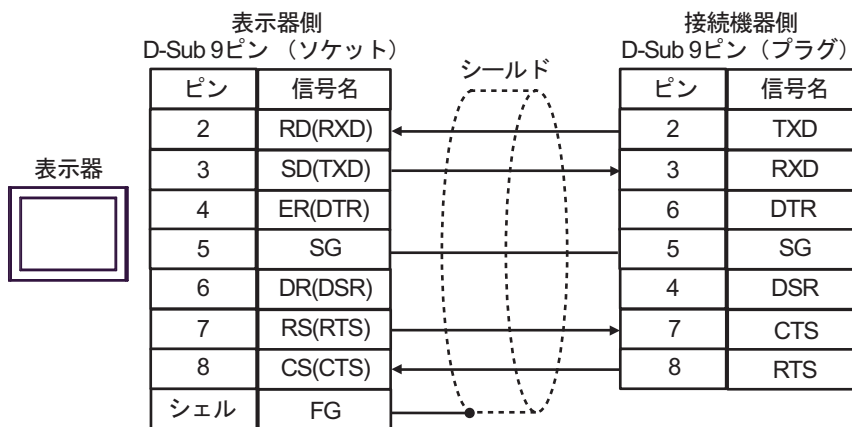 表示器側
D-Sub 9ピン （ソケット）
接続機器側
D-Sub 9ピン （プラグ）
シールド
表示器
ピン 信号名 ピン 信号名
2 RD(RXD) 2 TXD
3 SD(TXD) 3 RXD
4 ER(DTR) 6 DTR
5 SG 5 SG
6 DR(DSR) 4 DSR
7 RS(RTS) 7 CTS
8 CS(CTS) 8 RTS
シェル FG